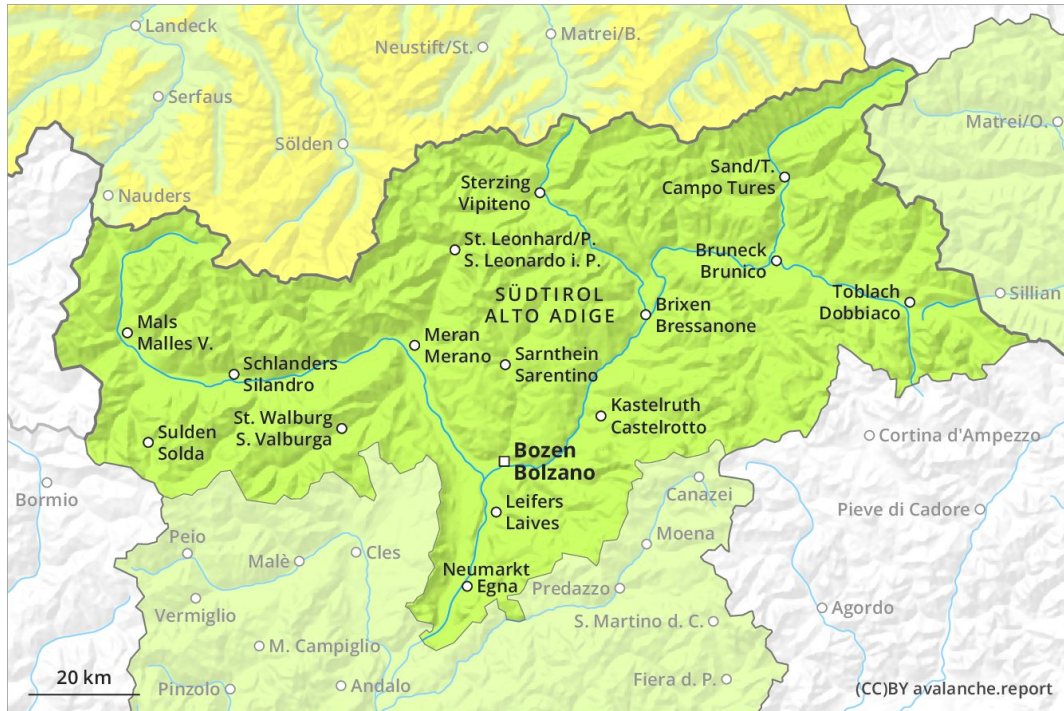 Landeck
Neustift/St.
Matrei/B.
Serfaus
Matrei/O.
Sölden
Nauders
Sand/T.
Campo Tures
Sterzing
Vipiteno
St. Leonhard/P.
S. Leonardo i. P.
Bruneck
Brunico
SÜDTIROL
ALTO ADIGE
Toblach
Dobbiaco
Sillian
Brixen
Bressanone
Mals
Malles V.
Meran
Merano
Sarnthein
Sarentino
Schlanders
Silandro
St. Walburg
S. Valburga
Kastelruth
Castelrotto
Sulden
Solda
Cortina d'Ampezzo
Bozen
Bolzano
Bormio
Canazei
Leifers
Laives
Pieve di Cadore
Peio
Moena
Malè
Cles
Neumarkt
Egna
Predazzo
Vermiglio
Agordo
S. Martino d. C.
M. Campiglio
20 km
Pinzolo
Andalo
Fiera d. P.
(CC)BY avalanche.report